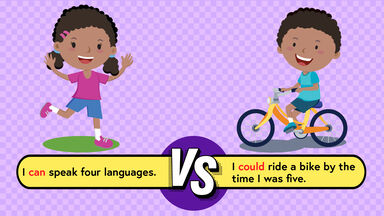 I can speak four languages.
VS
I could ride a bike by the
time I was five.